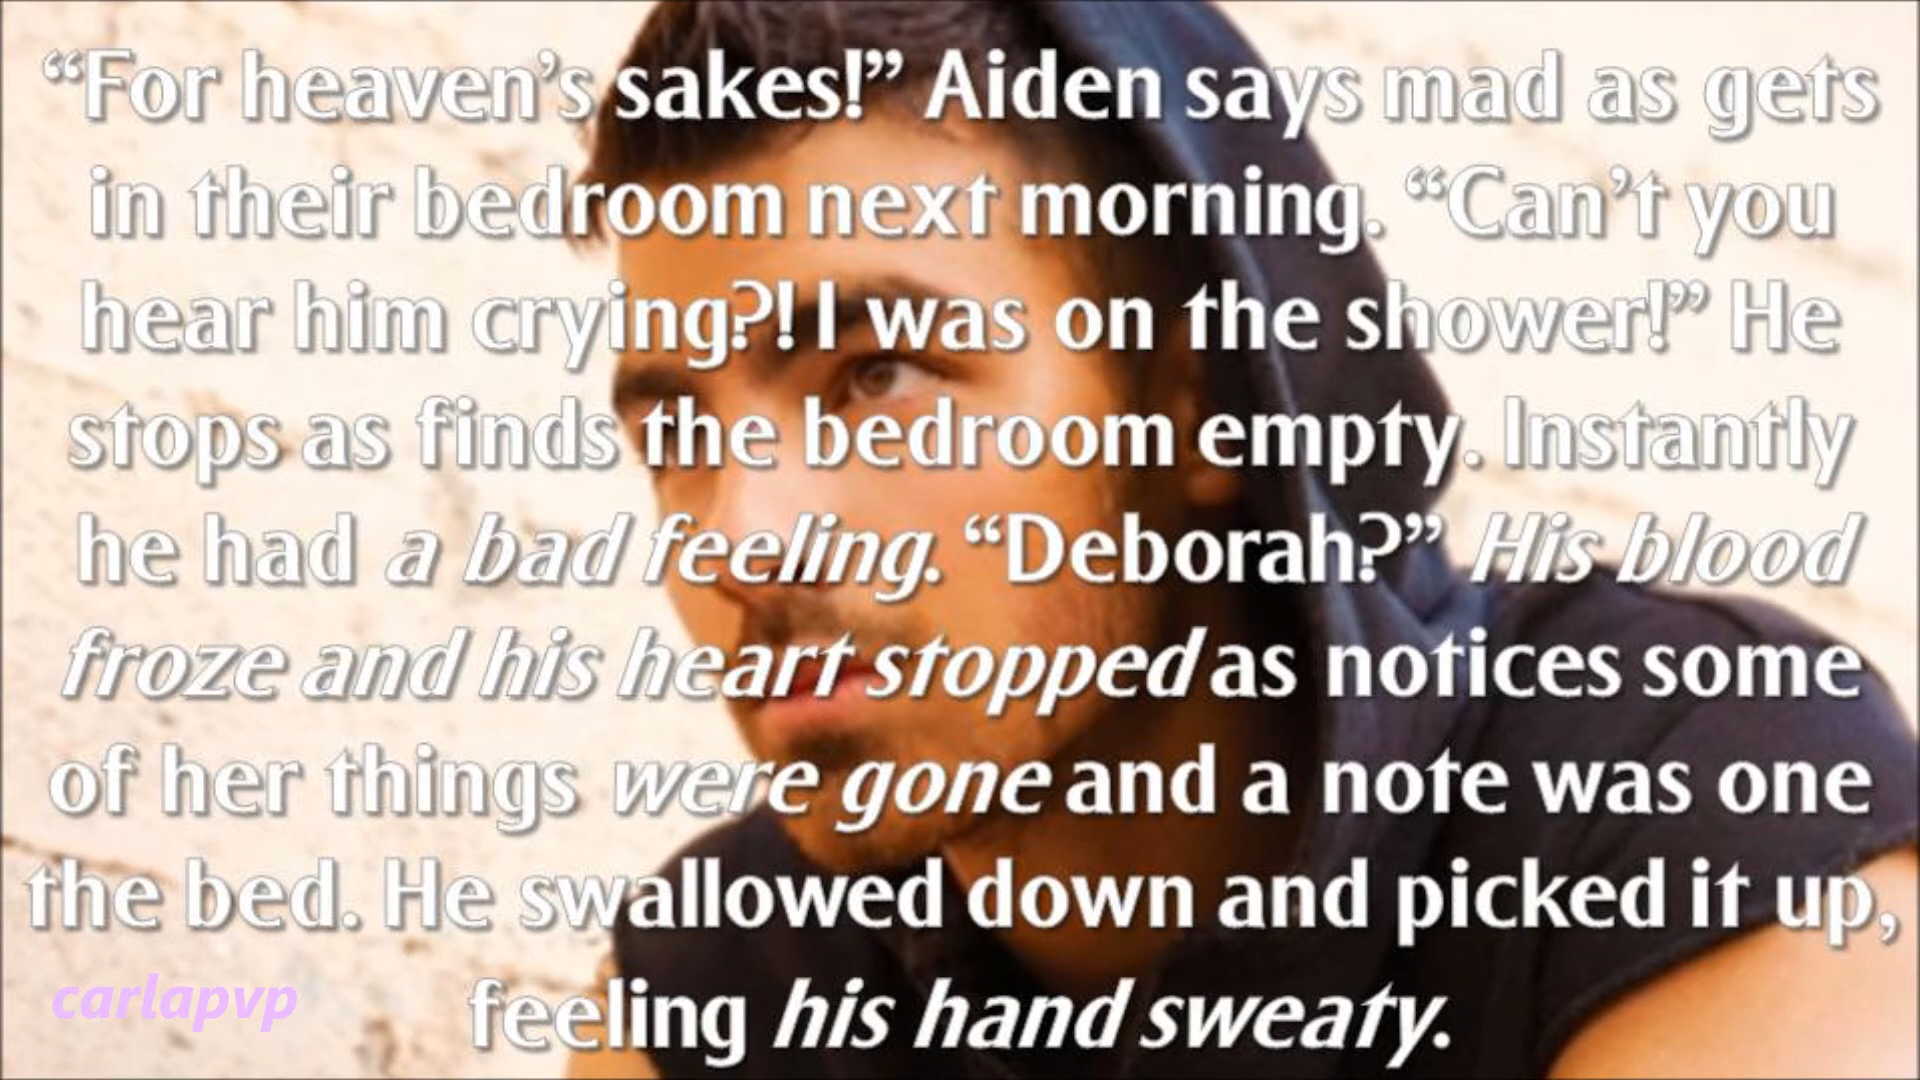 “For heaven’s sakes!” Aiden says mad as gets
in their bedroom next morning. “Can’t you
hear him crying?! I was on the shower!” He
stops as finds the bedroom empty. Instantly
he had a bad feeling. “Deborah?” His blood
froze and his heart stopped as notices some
of her things were gone and a note was one
the bed. He swallowed down and picked it up,
feeling his hand sweaty.
carlapvp